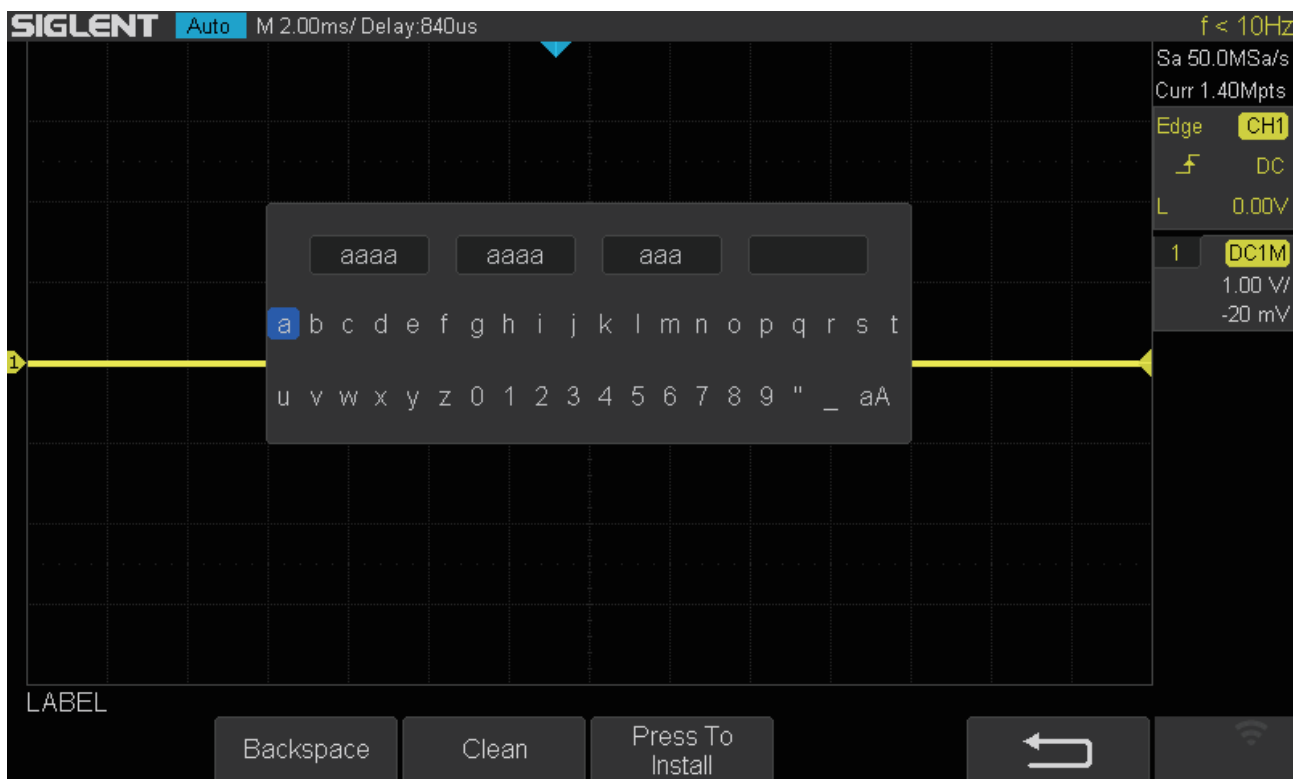 SIGLENT Auto M 2.00ms/ Delay:840us f < 10Hz
Sa 50.0MSa/s
Curr 1.40Mpts
Edge CH1
DC
L 0.00V
aaaa aaaa aaa
1 DC1M
1.00 V/
-20 mV
a b c d e f g h i j k l m n o p q r s t
1
u v w x y z 0 1 2 3 4 5 6 7 8 9 " _ aA
LABEL
Backspace Clean Press To
Install